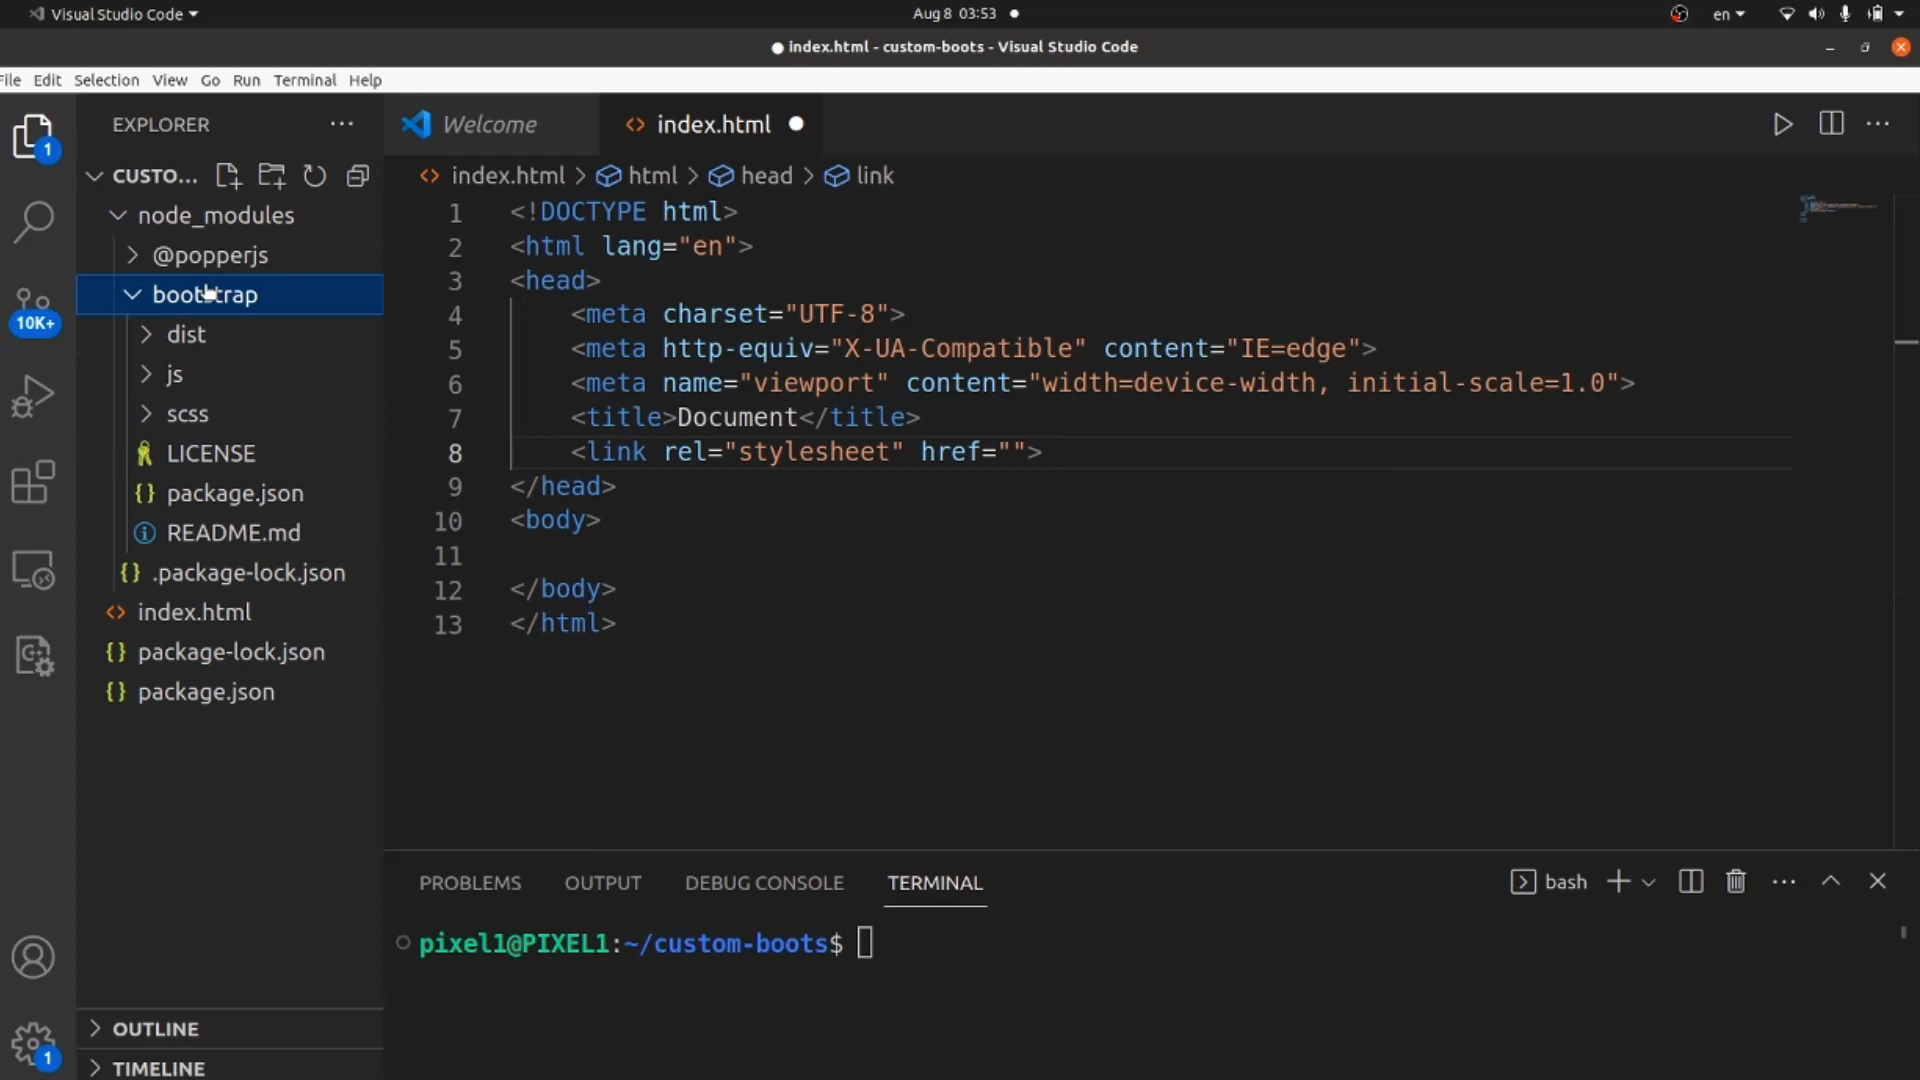 Visual Studio Code
Aug 8 03:53
en
index.html - custom-boots - Visual Studio Code
File Edit Selection View Go Run Terminal Help
EXPLORER
Welcome
index.html
1
CUSTO...
index.html > html > head > link
node_modules
@popperjs
bootstrap
dist
js
scss
LICENSE
package.json
README.md
.package-lock.json
index.html
package-lock.json
package.json
10K+
1 <!DOCTYPE html>
2 <html lang="en">
3 <head>
4 <meta charset="UTF-8">
5 <meta http-equiv="X-UA-Compatible" content="IE=edge">
6 <meta name="viewport" content="width=device-width, initial-scale=1.0">
7 <title>Document</title>
8 <link rel="stylesheet" href="">
9 </head>
10 <body>
11
12 </body>
13 </html>
PROBLEMS OUTPUT DEBUG CONSOLE TERMINAL
bash
pixel1@PIXEL1:~/custom-boots$
OUTLINE
1
TIMELINE